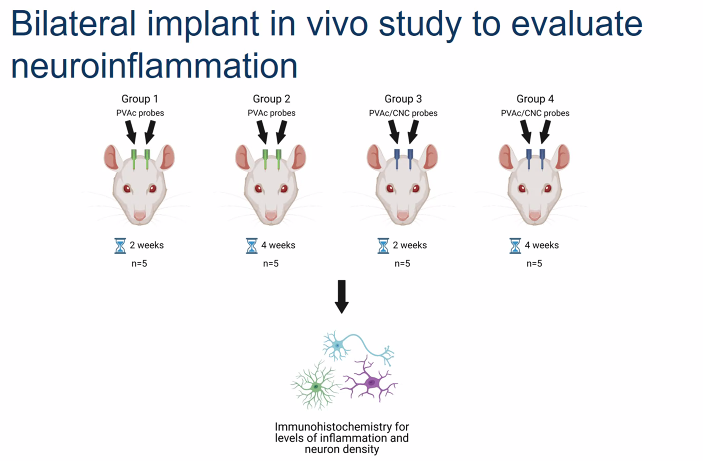 Bilateral implant in vivo study to evaluate
neuroinflammation
Group 1
PVAc probes
2 weeks
n=5
Group 2
PVAc probes
4 weeks
n=5
Group 3
PVAc/CNC probes
2 weeks
n=5
Group 4
PVAc/CNC probes
4 weeks
n=5
Immunohistochemistry for
levels of inflammation and
neuron density